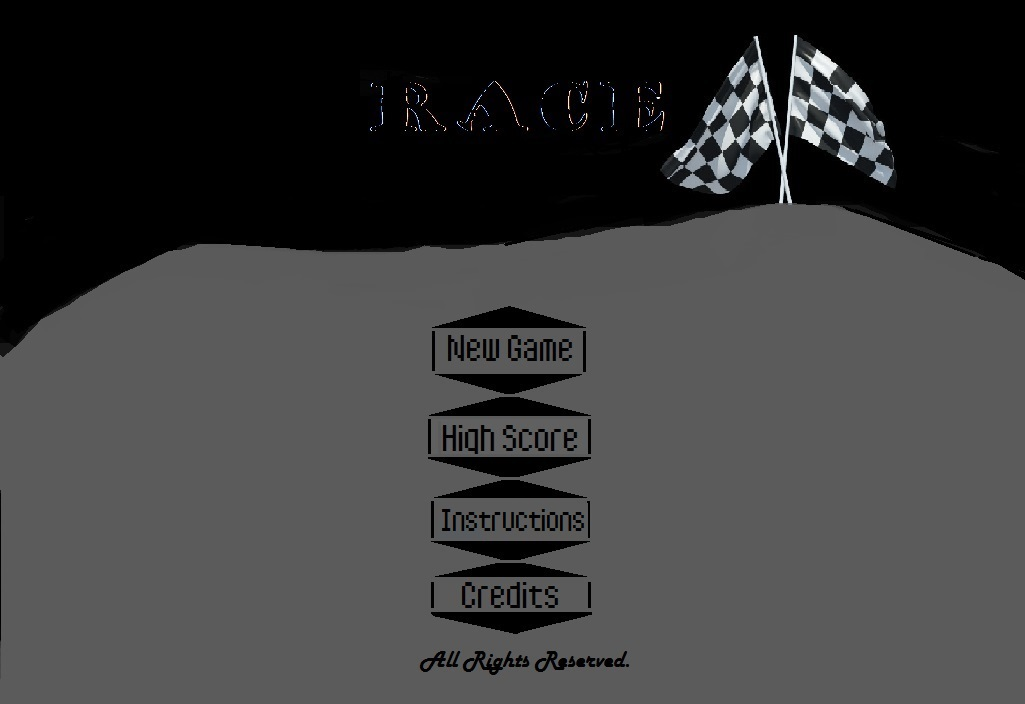 RACE
New Game
High Score
Instructions
Credits
All Rights Reserved.